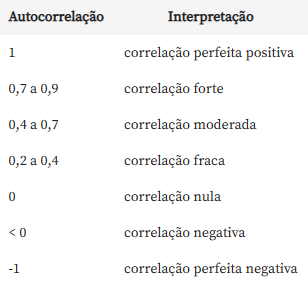 Autocorrelação Interpretação
1 correlação perfeita positiva
0,7 a 0,9 correlação forte
0,4 a 0,7 correlação moderada
0,2 a 0,4 correlação fraca
0 correlação nula
< 0 correlação negativa
-1 correlação perfeita negativa